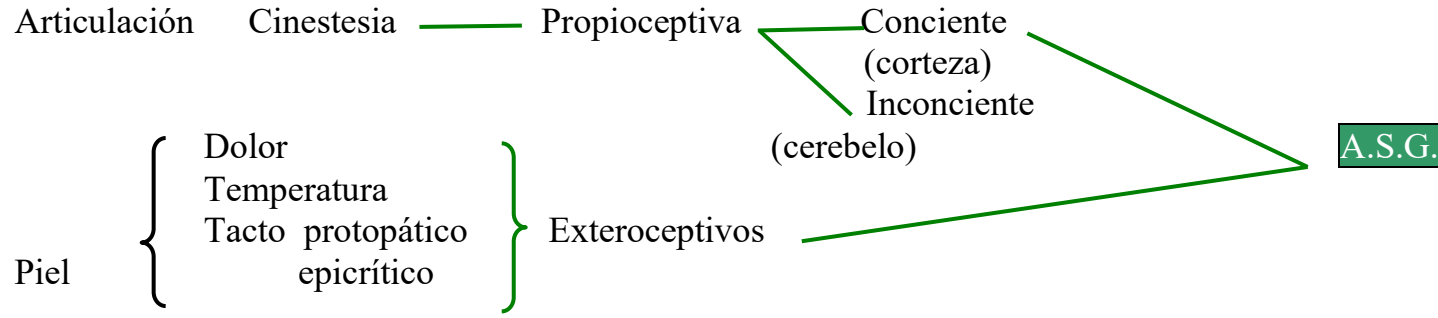 Articulación Cinestesia Propioceptiva Conciente
(corteza)
Inconciente
Dolor (cerebelo) A.S.G.
Temperatura
Tacto protopático Exteroceptivos
Piel epicrítico